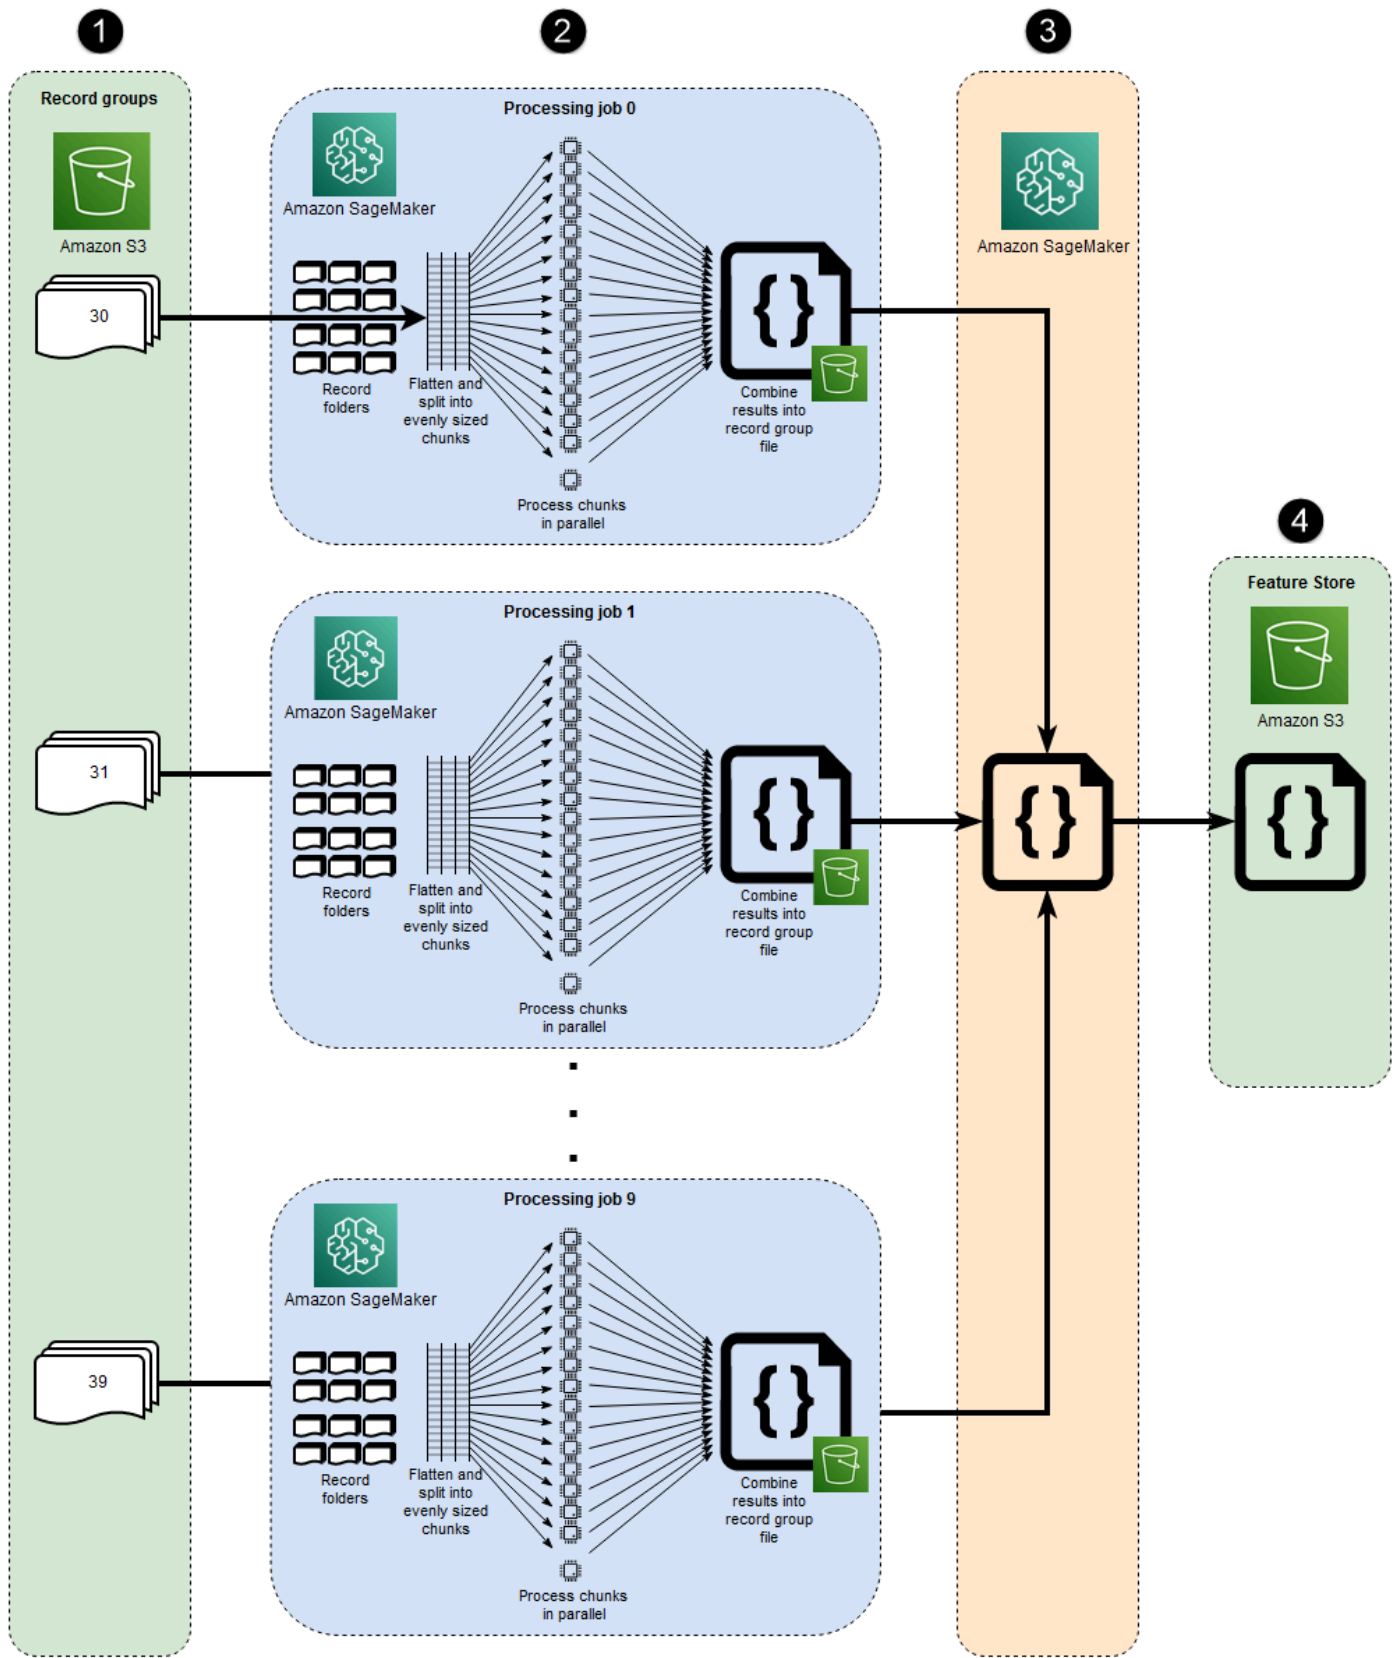 1
2
3
Record groups
Amazon S3
30
31
39
Processing job 0
Amazon SageMaker
Record
folders
Flatten and
split into
evenly sized
chunks
Process chunks
in parallel
Combine
results into
record group
file
Processing job 1
Amazon SageMaker
Record
folders
Flatten and
split into
evenly sized
chunks
Process chunks
in parallel
Combine
results into
record group
file
Processing job 9
Amazon SageMaker
Record
folders
Flatten and
split into
evenly sized
chunks
Process chunks
in parallel
Combine
results into
record group
file
Amazon SageMaker
4
Feature Store
Amazon S3